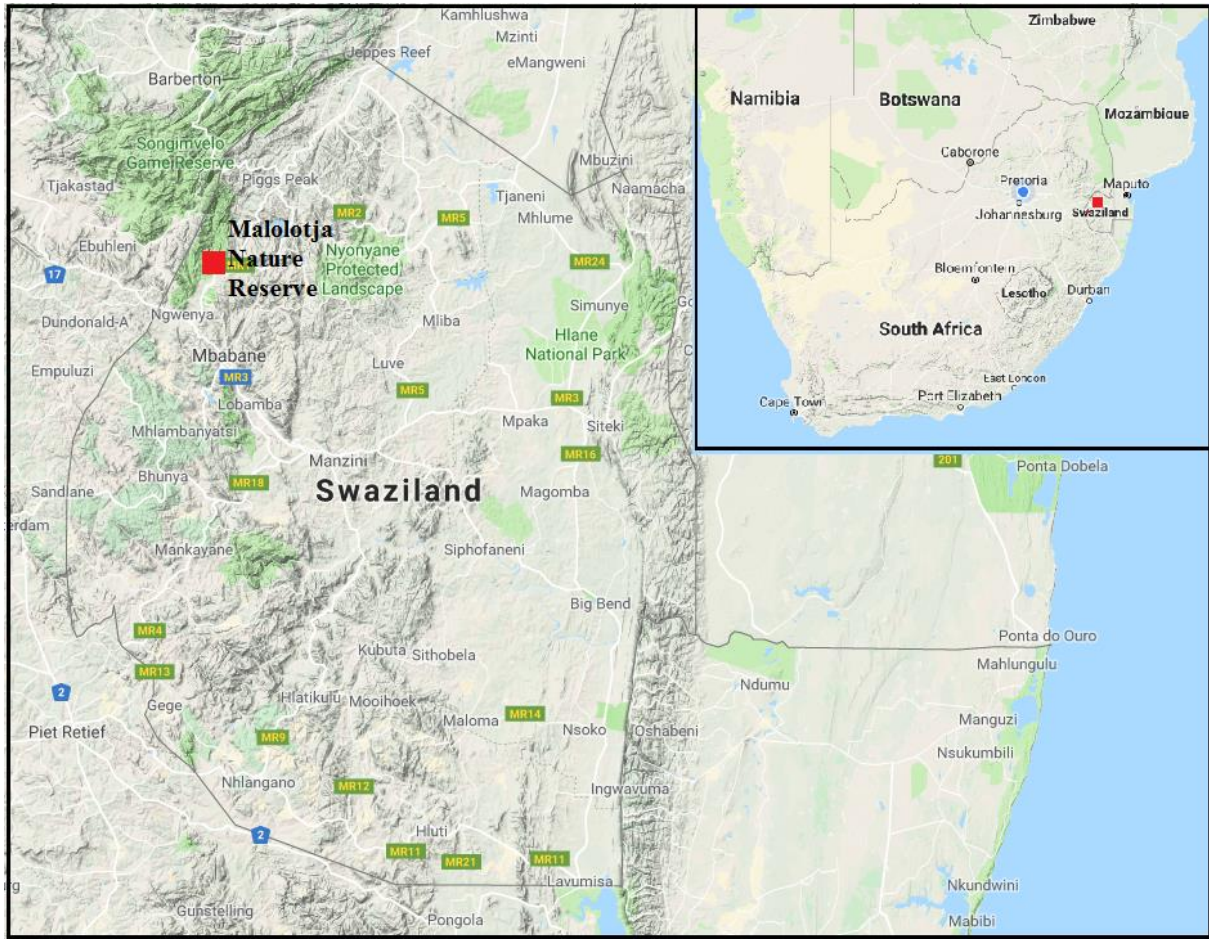 Kamhlushwa
Mzinti
Jeppes Reef
eMangweni
Barberton
Songimvelo
Game Reserve
Mbuzini
Tjakastad
Piggs Peak
Tjaneni
Naamacha
Mhlume
MR2
MR5
Malolotja
Nature
Reserve
Ebuhleni
17
Nyonyane
Protected
Landscape
MR24
Simunye
Dundonald-A
Ngwenya
Mliba
Hlane
National Park
Mbabane
Luve
Empuluzi
MR3
MR5
MR3
Lobamba
Mpaka
Siteki
Mhlambanyatsi
MR16
Manzini
Bhunya
MR18
Swaziland
Magomba
Sandlane
erdam
Mankayane
Siphofaneni
Big Bend
MR4
MR13
Kubuta
Sithobela
2
Gege
Hlatikulu
Mooihoek
Maloma
MR14
Nsoko
Oshabeni
Piet Retief
MR9
Nhlangano
MR12
Ingwavuma
2
Hluti
MR11
MR21
MR11
Lavumisa
Gunstelling
Pongola
201
Ponta Dobela
Ponta do Ouro
Mahlungulu
Ndumu
Manguzi
Nsukumbili
Nkundwini
Mabibi
Zimbabwe
Namibia
Botswana
Mozambique
Caborone
Pretoria
Maputo
Johannesburg
Swaziland
Bloemfontein
Lesotho
Durban
South Africa
East Loncon
Cape Town
Port Elizabeth